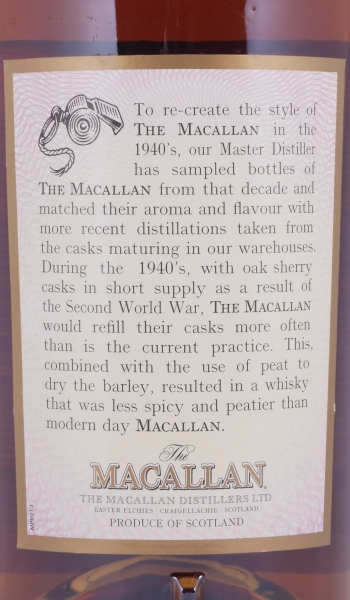 To re-create the style of
THE MACALLAN in the
1940's, our Master Distiller
has sampled bottles of
THE MACALLAN from that decade and
matched their aroma and flavour with
more recent distillations taken from
the casks maturing in our warehouses.
During the 1940's, with oak sherry
casks in short supply as a result of
the Second World War, THE MACALLAN
would refill their casks more often
than is the current practice. This,
combined with the use of peat to
dry the barley, resulted in a whisky
that was less spicy and peatier than
modern day MACALLAN.
The
MACALLAN
THE MACALLAN DISTILLERS LTD
EASTER ELCHIES · CRAIGELLACHIE · SCOTLAND
PRODUCE OF SCOTLAND